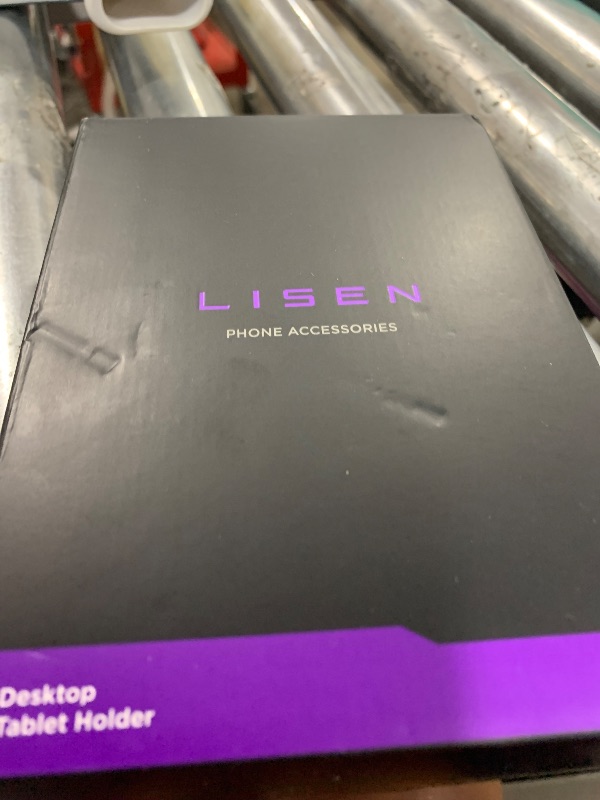 LISEN
PHONE ACCESSORIES
Desktop
Tablet Holder